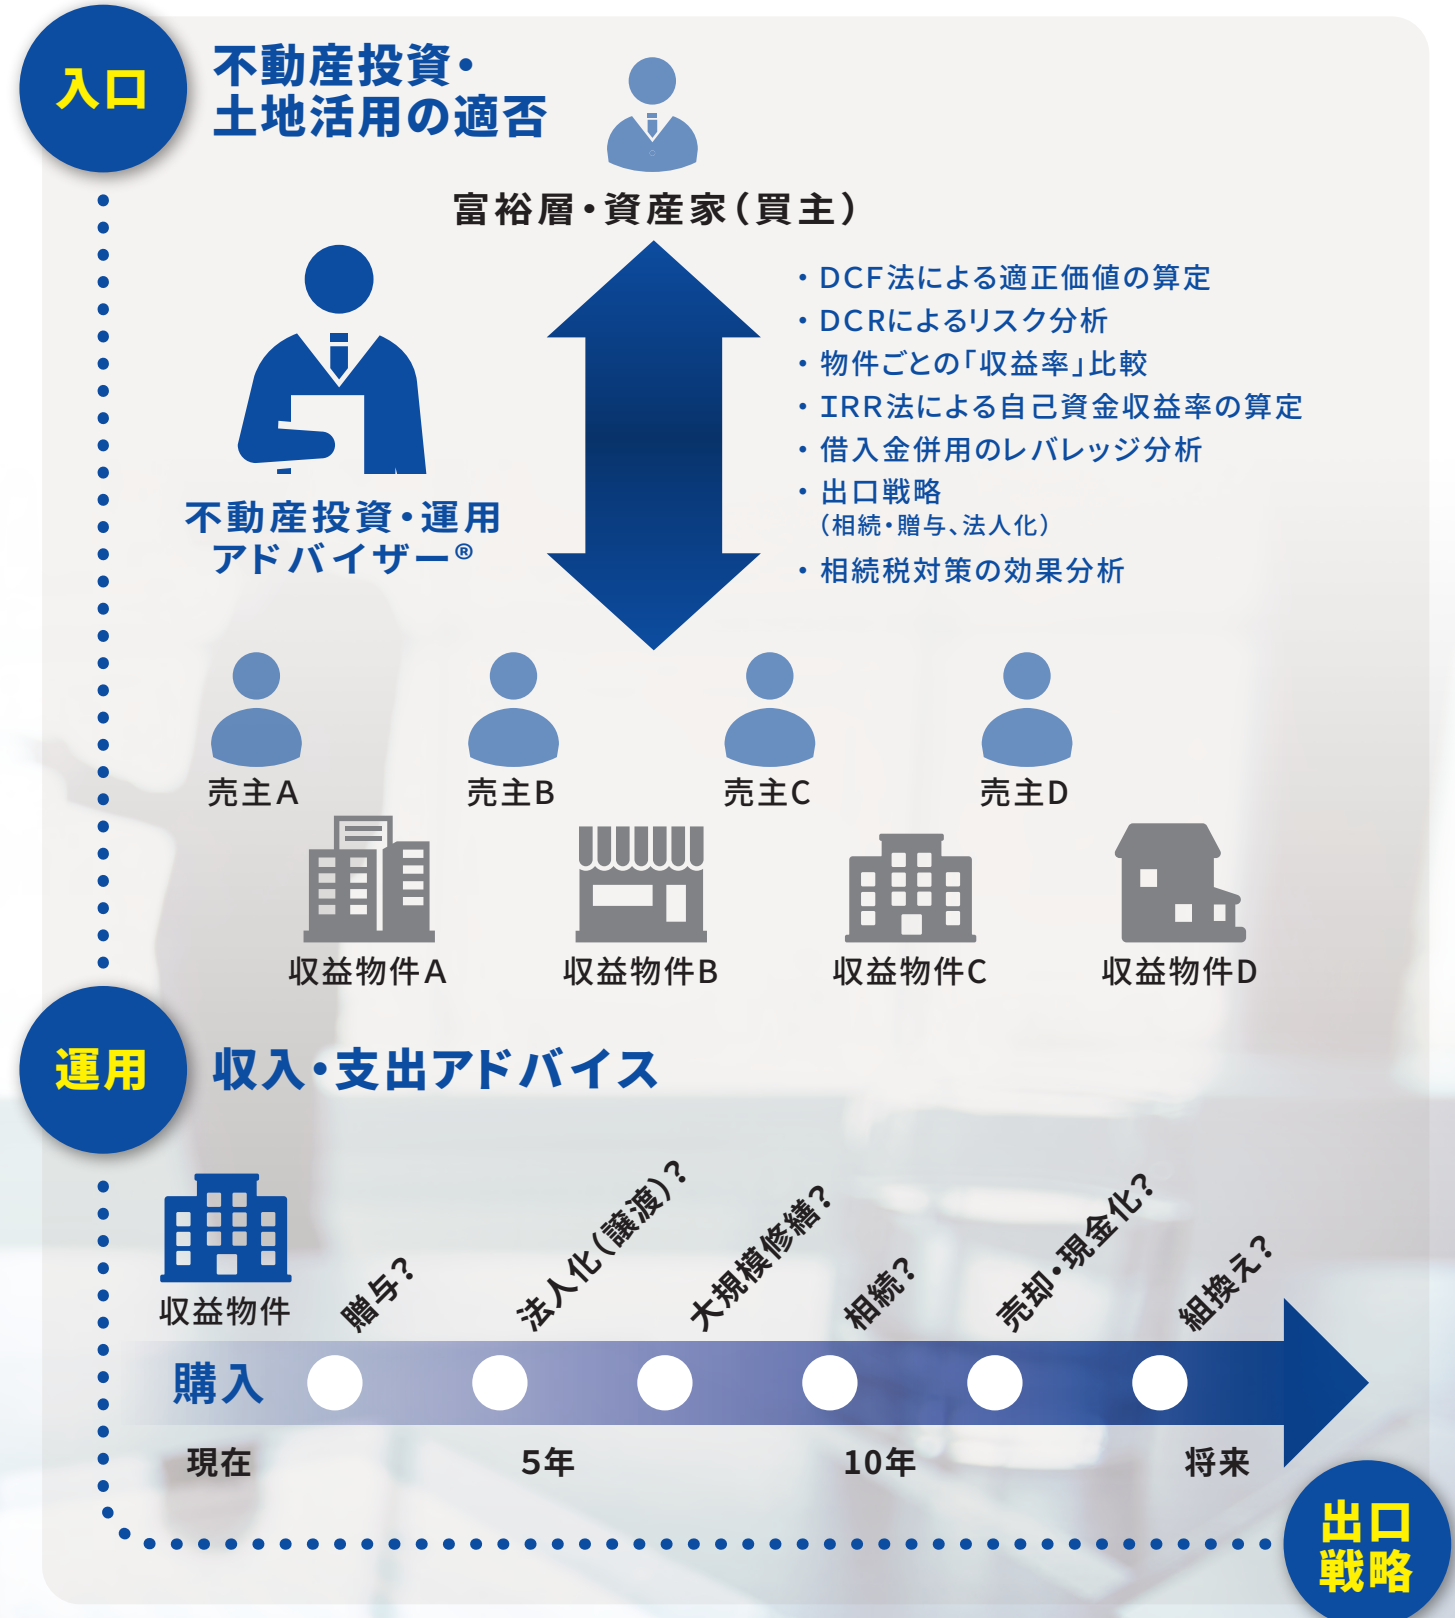 入口
不動産投資・
土地活用の適否
富裕層・資産家（買主）
不動産投資・運用
アドバイザー®
・DCF法による適正価値の算定
・DCRによるリスク分析
・物件ごとの「収益率」比較
・IRR法による自己資金収益率の算定
・借入金併用のレバレッジ分析
・出口戦略
（相続・贈与、法人化）
・相続税対策の効果分析
売主A
売主B
売主C
売主D
収益物件A
収益物件B
収益物件C
収益物件D
運用
収入・支出アドバイス
収益物件
贈与？
法人化（譲渡）？
大規模修繕？
相続？
売却・現金化？
組換え？
購入
現在
5年
10年
将来
出口
戦略